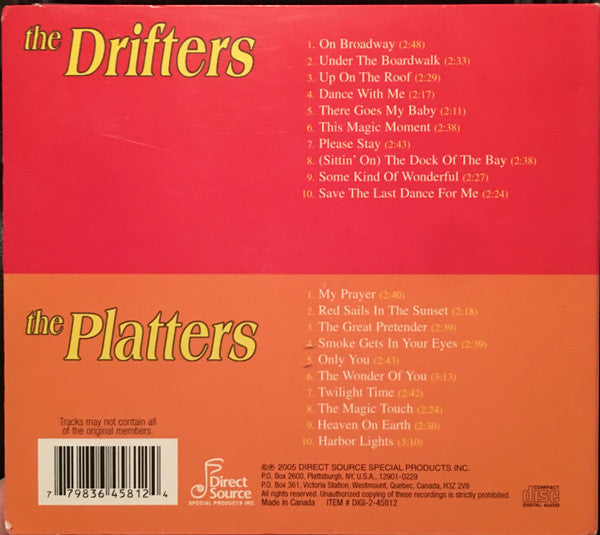 the Drifters
1. On Broadway (2:48)
2. Under The Boardwalk (2:33)
3. Up On The Roof (2:29)
4. Dance With Me (2:17)
5. There Goes My Baby (2:11)
6. This Magic Moment (2:38)
7. Please Stay (2:43)
8. (Sittin' On) The Dock Of The Bay (2:38)
9. Some Kind Of Wonderful (2:27)
10. Save The Last Dance For Me (2:24)
the Platters
1. My Prayer (2:40)
2. Red Sails In The Sunset (2:18)
3. The Great Pretender (2:39)
4. Smoke Gets In Your Eyes (2:39)
5. Only You (2:43)
6. The Wonder Of You (3:13)
7. Twilight Time (2:42)
8. The Magic Touch (2:24)
9. Heaven On Earth (2:30)
10. Harbor Lights (3:10)
Tracks may not contain all
of the original members.
7 79836 45812 4
Direct
Source
SPECIAL PRODUCTS INC
©℗ 2005 DIRECT SOURCE SPECIAL PRODUCTS INC.
P.O. Box 2600, Plattsburgh, NY, U.S.A., 12901-0229
P.O. Box 361, Victoria Station, Westmount, Quebec, Canada, H3Z 2V8
All rights reserved. Unauthorized copying of these recordings is strictly prohibited.
Made in Canada ITEM # DIGI-2-45812
COMPACT
disc
DIGITAL AUDIO